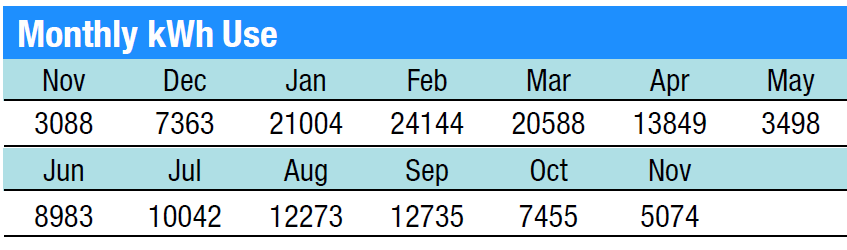 Monthly kWh Use
Nov Dec Jan Feb Mar Apr May
3088 7363 21004 24144 20588 13849 3498
Jun Jul Aug Sep Oct Nov
8983 10042 12273 12735 7455 5074